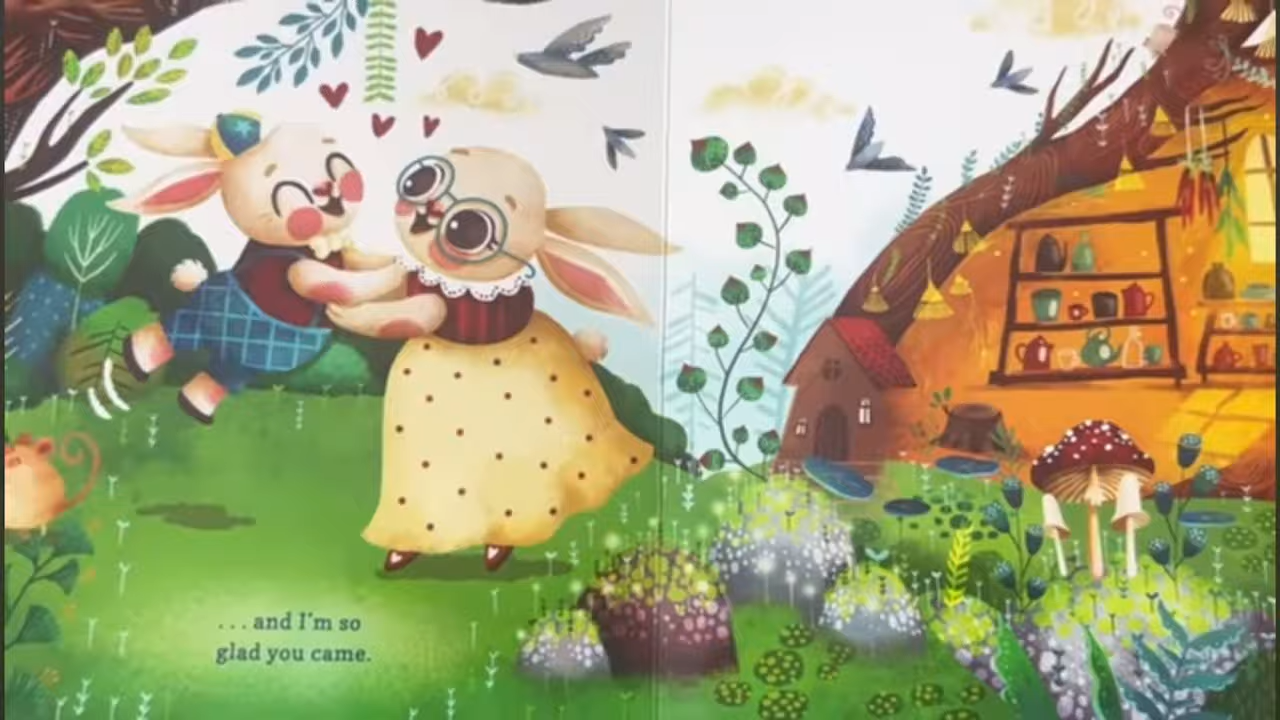 . . . and I'm so
glad you came.